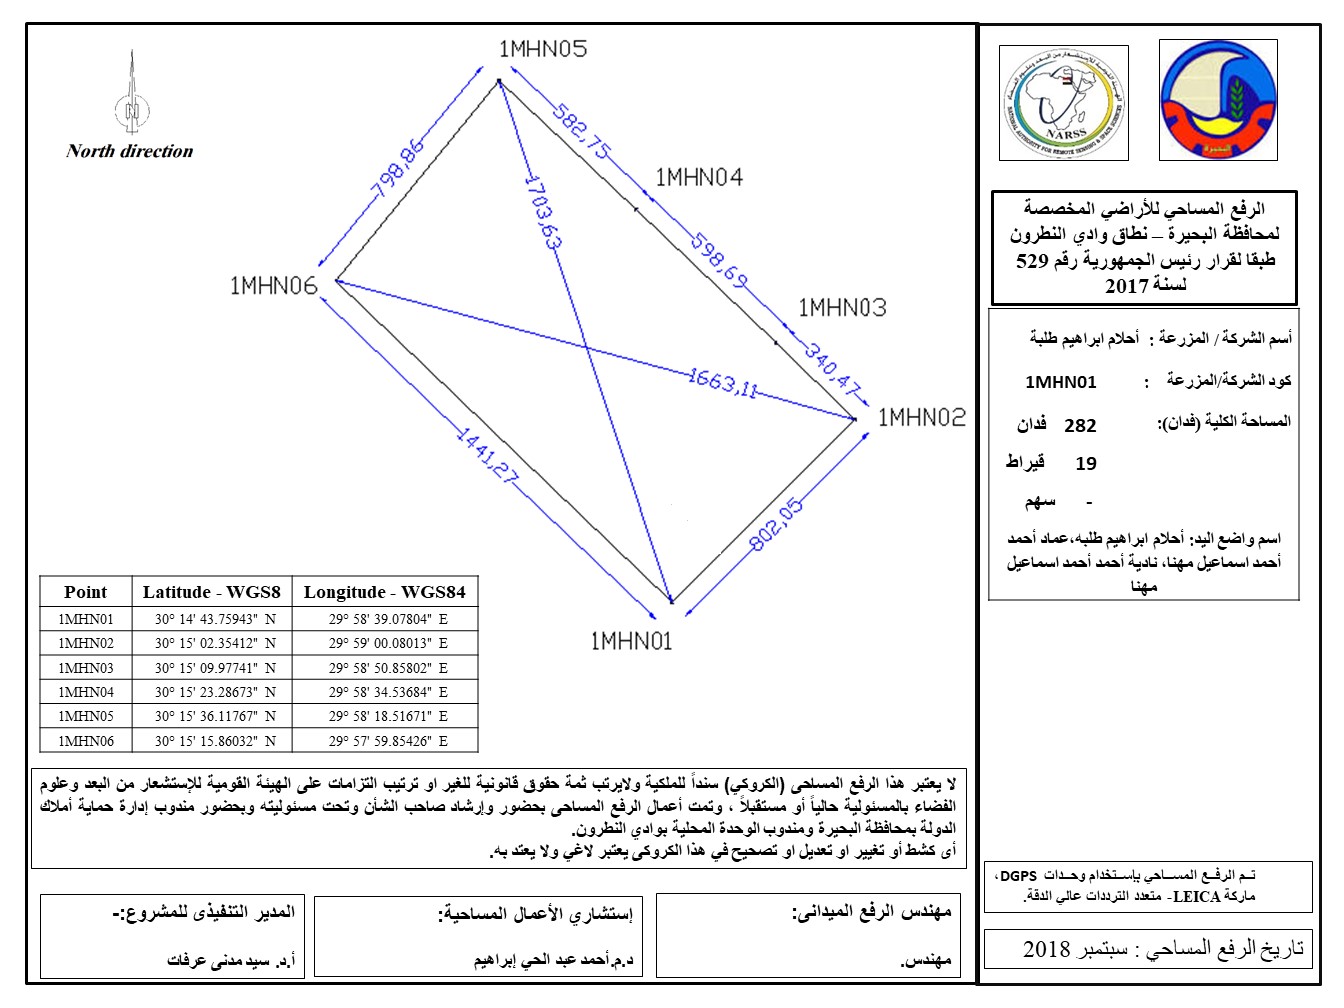 North direction
1MHN05
582,75
798,86
1MHN04
1703,63
598,69
1MHN06
1MHN03
340,47
1663,11
1MHN02
1441,27
802,05
1MHN01
Point Latitude - WGS8 Longitude - WGS84
1MHN01 30° 14' 43.75943" N 29° 58' 39.07804" E
1MHN02 30° 15' 02.35412" N 29° 59' 00.08013" E
1MHN03 30° 15' 09.97741" N 29° 58' 50.85802" E
1MHN04 30° 15' 23.28673" N 29° 58' 34.53684" E
1MHN05 30° 15' 36.11767" N 29° 58' 18.51671" E
1MHN06 30° 15' 15.86032" N 29° 57' 59.85426" E
NARSS
NATIONAL AUTHORITY FOR REMOTE SENSING & SPACE SCIENCES
البحيرة
الرفع المساحي للأراضي المخصصة
لمحافظة البحيرة – نطاق وادي النطرون
طبقا لقرار رئيس الجمهورية رقم 529
لسنة 2017
أسم الشركة / المزرعة : أحلام ابراهيم طلبة
كود الشركة/المزرعة : 1MHN01
المساحة الكلية (فدان): 282 فدان
19 قيراط
- سهم
اسم واضع اليد: أحلام ابراهيم طلبه،عماد أحمد
أحمد اسماعيل مهنا، نادية أحمد أحمد اسماعيل
مهنا
لا يعتبر هذا الرفع المساحى (الكروكي) سنداً للملكية ولايرتب ثمة حقوق قانونية للغير او ترتيب التزامات على الهيئة القومية للإستشعار من البعد وعلوم
الفضاء بالمسئولية حالياً أو مستقبلاً ، وتمت أعمال الرفع المساحى بحضور وإرشاد صاحب الشأن وتحت مسئوليته وبحضور مندوب إدارة حماية أملاك
الدولة بمحافظة البحيرة ومندوب الوحدة المحلية بوادي النطرون.
أى كشط أو تغيير او تعديل او تصحيح في هذا الكروكى يعتبر لاغي ولا يعتد به.
تـم الرفـع المسـاحي بإستخدام وحدات DGPS،
ماركة LEICA- متعدد الترددات عالي الدقة.
مهندس الرفع الميدانى:
مهندس.
إستشاري الأعمال المساحية:
د.م.أحمد عبد الحي إبراهيم
المدير التنفيذى للمشروع:-
أ.د. سيد مدنى عرفات
تاريخ الرفع المساحي : سبتمبر 2018